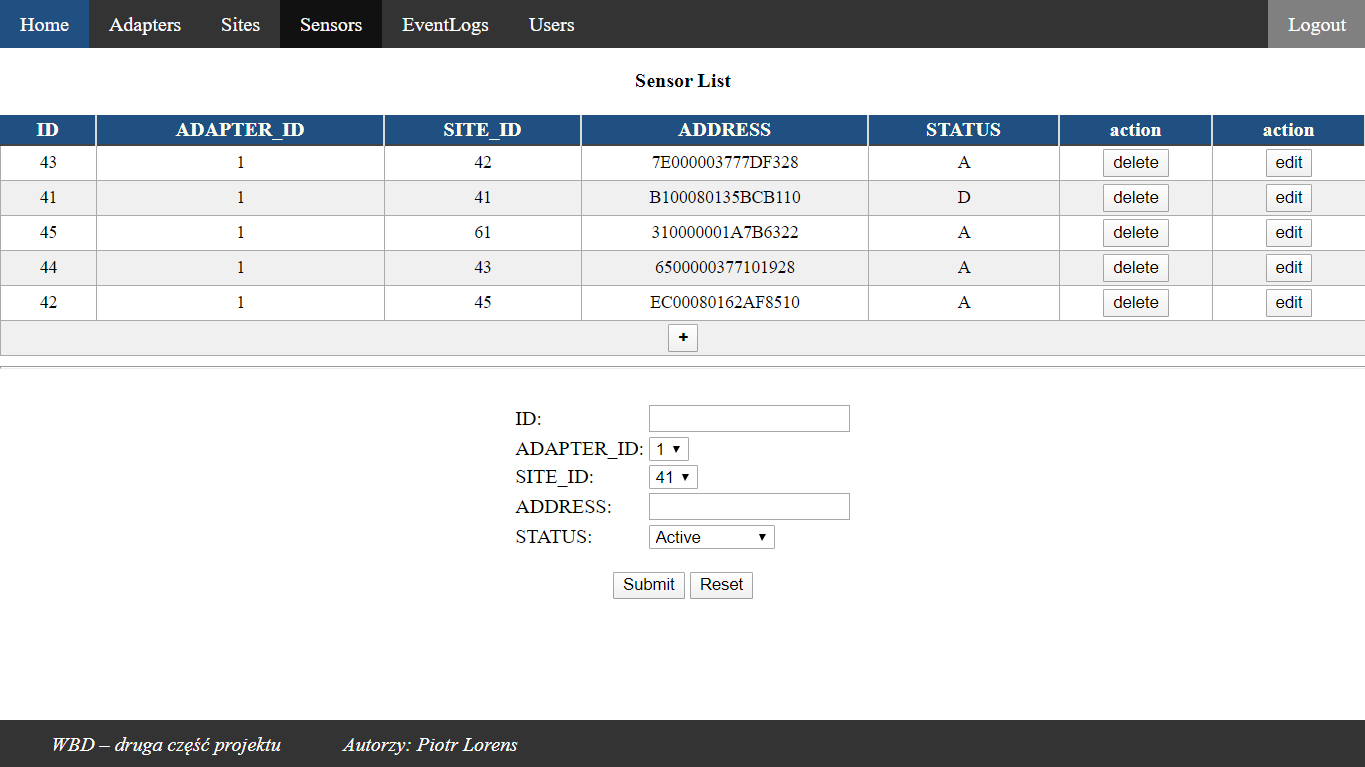 Home Adapters Sites Sensors EventLogs Users Logout
Sensor List
ID ADAPTER_ID SITE_ID ADDRESS STATUS action action
43 1 42 7E000003777DF328 A delete edit
41 1 41 B100080135BCB110 D delete edit
45 1 61 310000001A7B6322 A delete edit
44 1 43 6500000377101928 A delete edit
42 1 45 EC00080162AF8510 A delete edit
+
ID:
ADAPTER_ID: 1
SITE_ID: 41
ADDRESS:
STATUS: Active
Submit Reset
WBD – druga część projektu Autorzy: Piotr Lorens